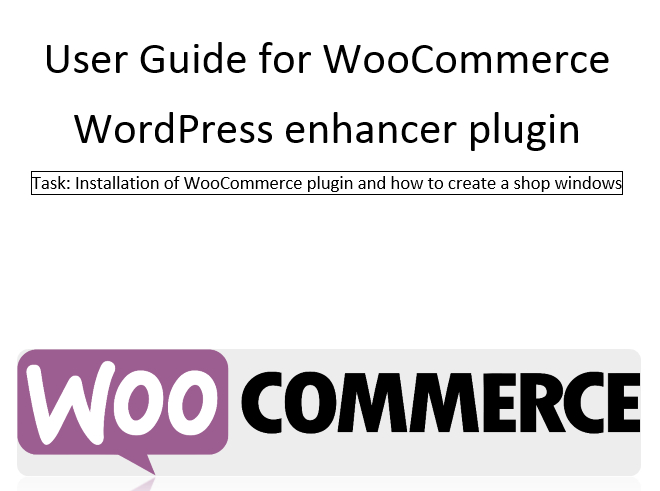 User Guide for WooCommerce
WordPress enhancer plugin
Task: Installation of WooCommerce plugin and how to create a shop windows
WOO COMMERCE